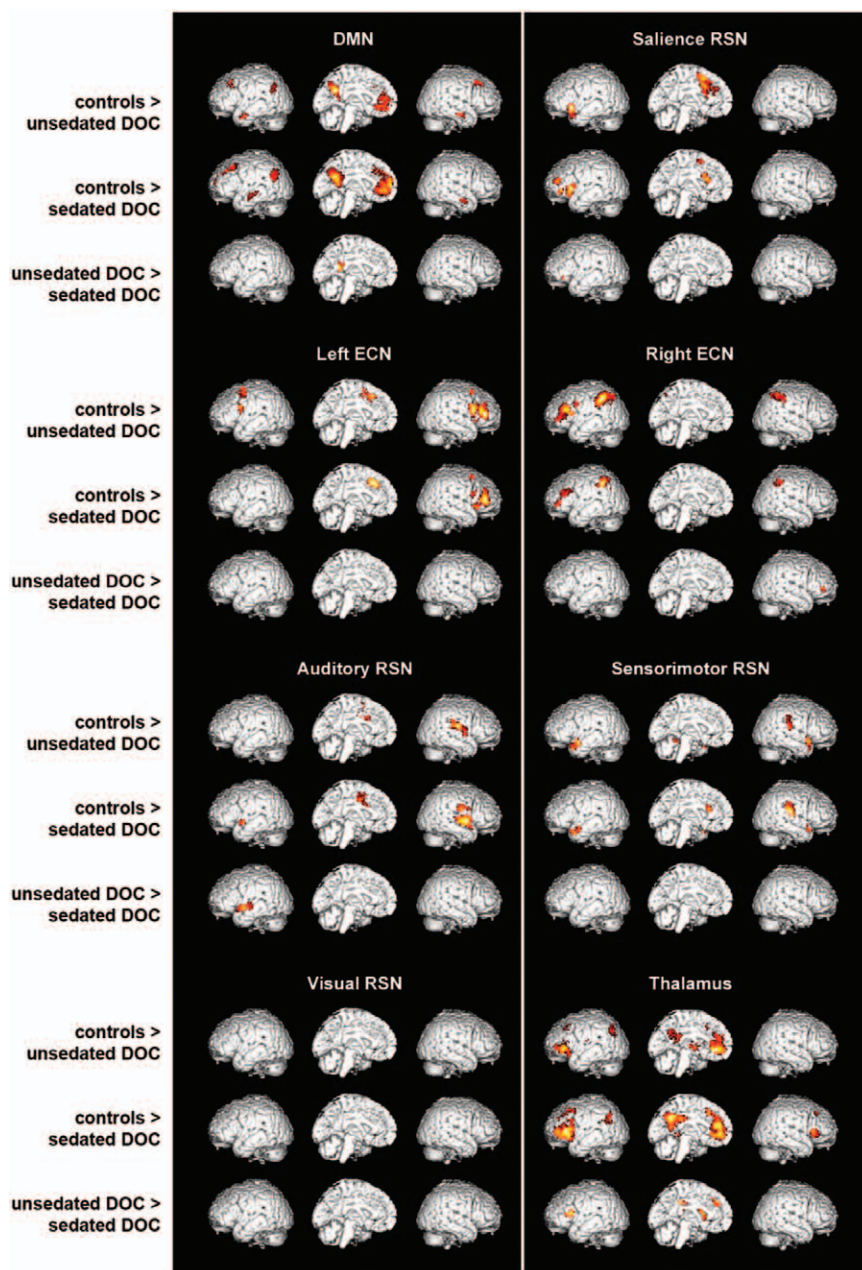 DMN
Salience RSN
controls >
unsedated DOC
controls >
sedated DOC
unsedated DOC >
sedated DOC
Left ECN
Right ECN
controls >
unsedated DOC
controls >
sedated DOC
unsedated DOC >
sedated DOC
Auditory RSN
Sensorimotor RSN
controls >
unsedated DOC
controls >
sedated DOC
unsedated DOC >
sedated DOC
Visual RSN
Thalamus
controls >
unsedated DOC
controls >
sedated DOC
unsedated DOC >
sedated DOC